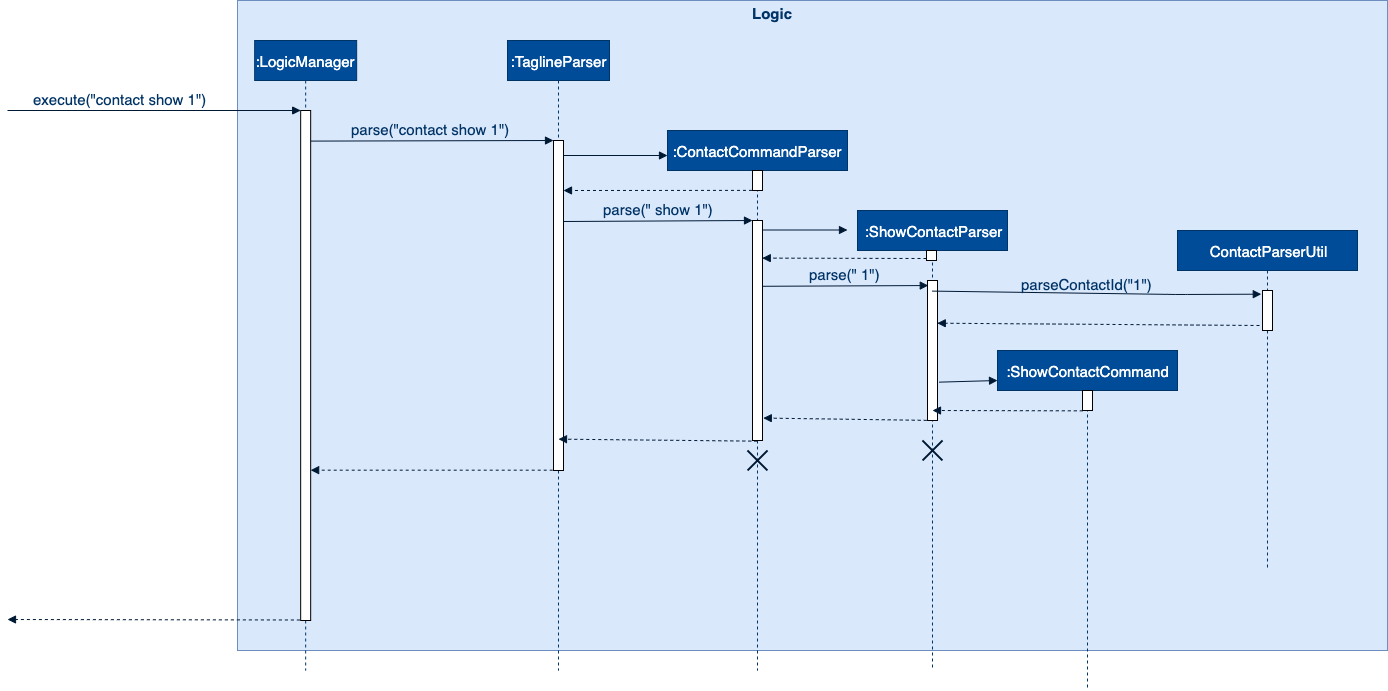 Logic
:LogicManager
:TaglineParser
execute("contact show 1")
parse("contact show 1")
:ContactCommandParser
parse(" show 1")
:ShowContactParser
ContactParserUtil
parse(" 1")
parseContactId("1")
:ShowContactCommand